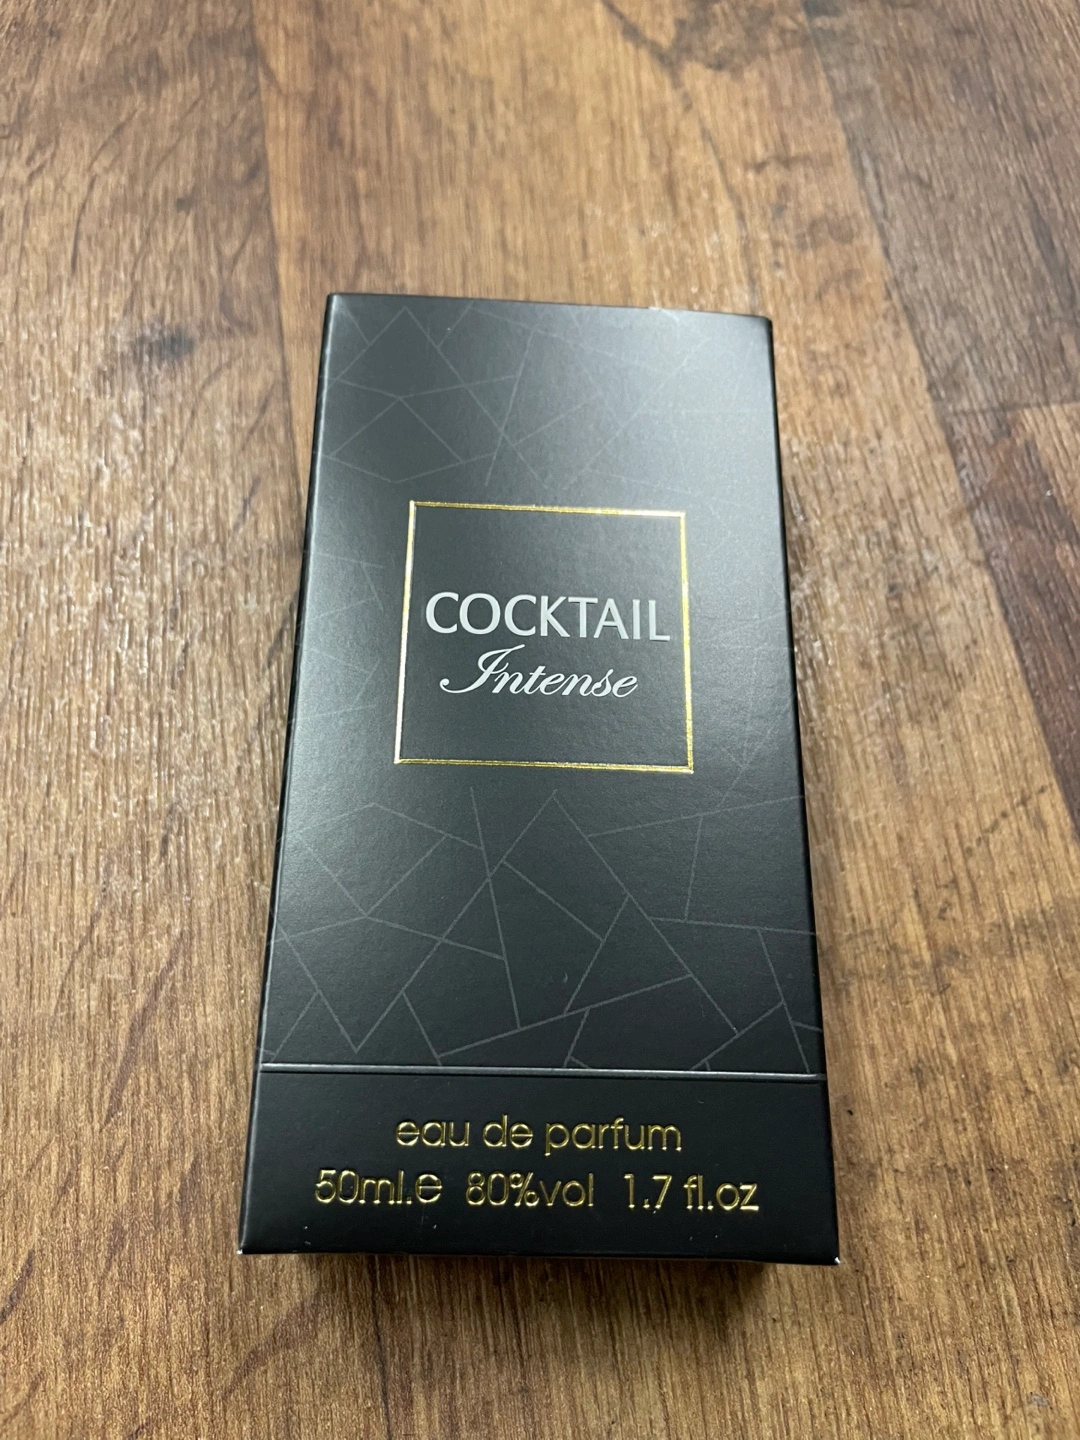 COCKTAIL
Intense
eau de parfum
50ml.e 80%vol 1.7 fl.oz